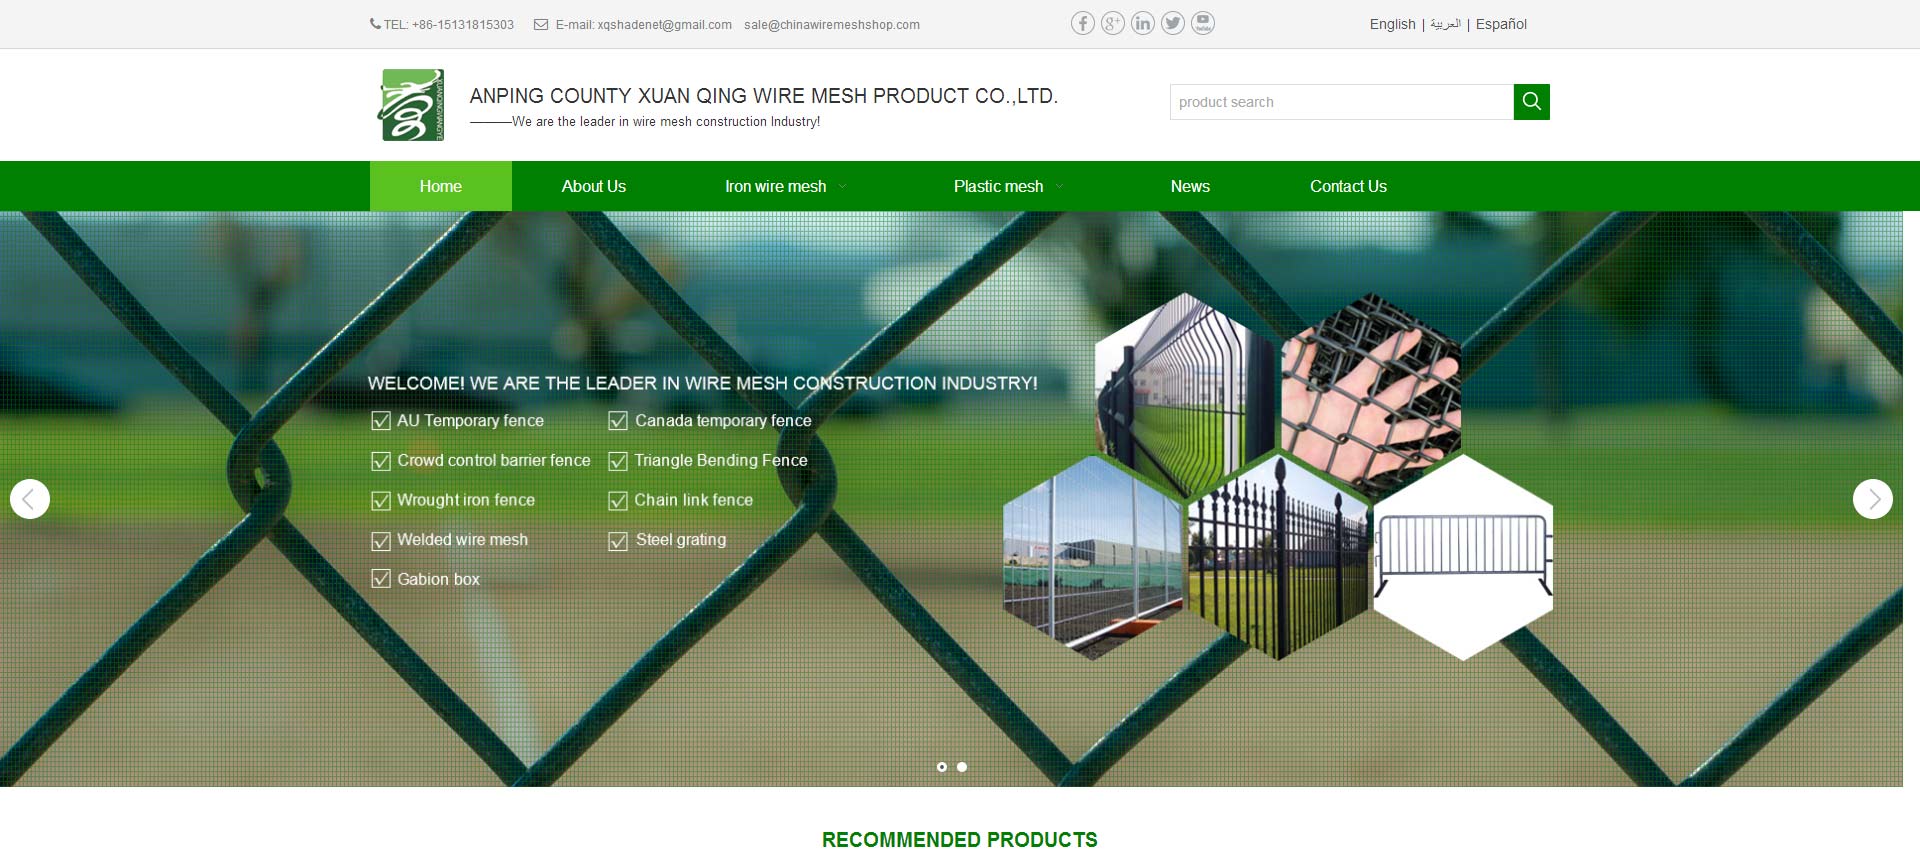 TEL: +86-15131815303 E-mail: xqshadenet@gmail.com sale@chinawiremeshshop.com
English | العربية | Español
ANPING COUNTY XUAN QING WIRE MESH PRODUCT CO.,LTD.
———We are the leader in wire mesh construction Industry!
product search
Home About Us Iron wire mesh Plastic mesh News Contact Us
WELCOME! WE ARE THE LEADER IN WIRE MESH CONSTRUCTION INDUSTRY!
AU Temporary fence Canada temporary fence
Crowd control barrier fence Triangle Bending Fence
Wrought iron fence Chain link fence
Welded wire mesh Steel grating
Gabion box
RECOMMENDED PRODUCTS